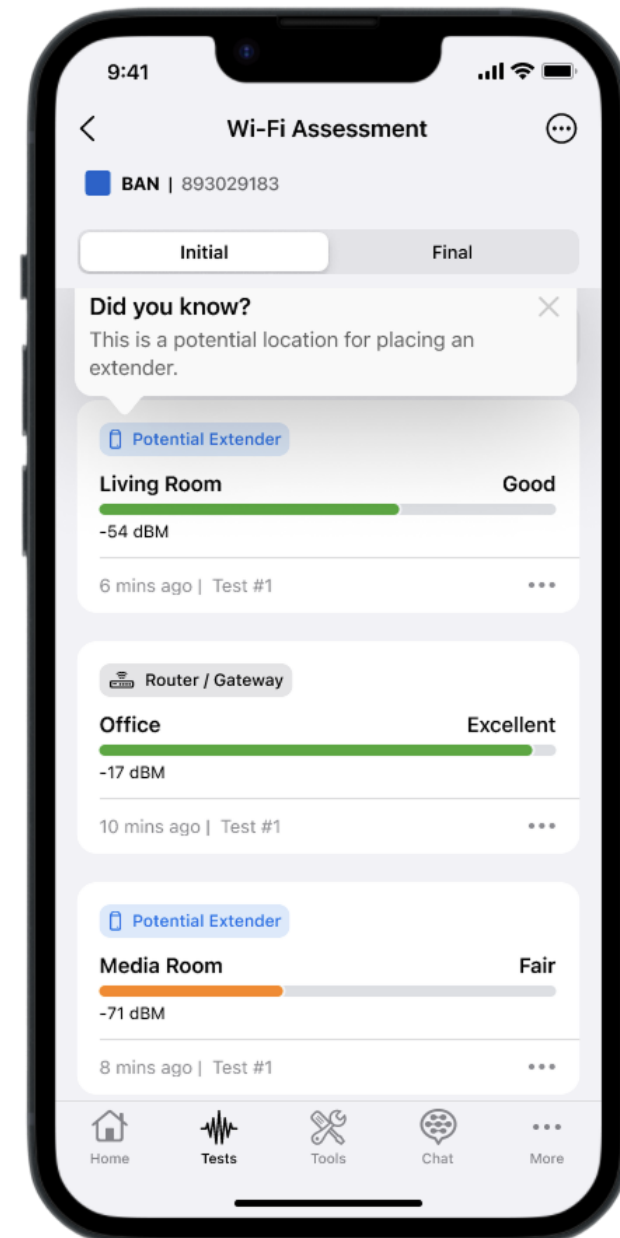 9:41
Wi-Fi Assessment
BAN | 893029183
Initial
Final
Did you know?
This is a potential location for placing an
extender.
Potential Extender
Living Room
Good
-54 dBM
6 mins ago | Test #1
Router / Gateway
Office
Excellent
-17 dBM
10 mins ago | Test #1
Potential Extender
Media Room
Fair
-71 dBM
8 mins ago | Test #1
Home
Tests
Tools
Chat
More